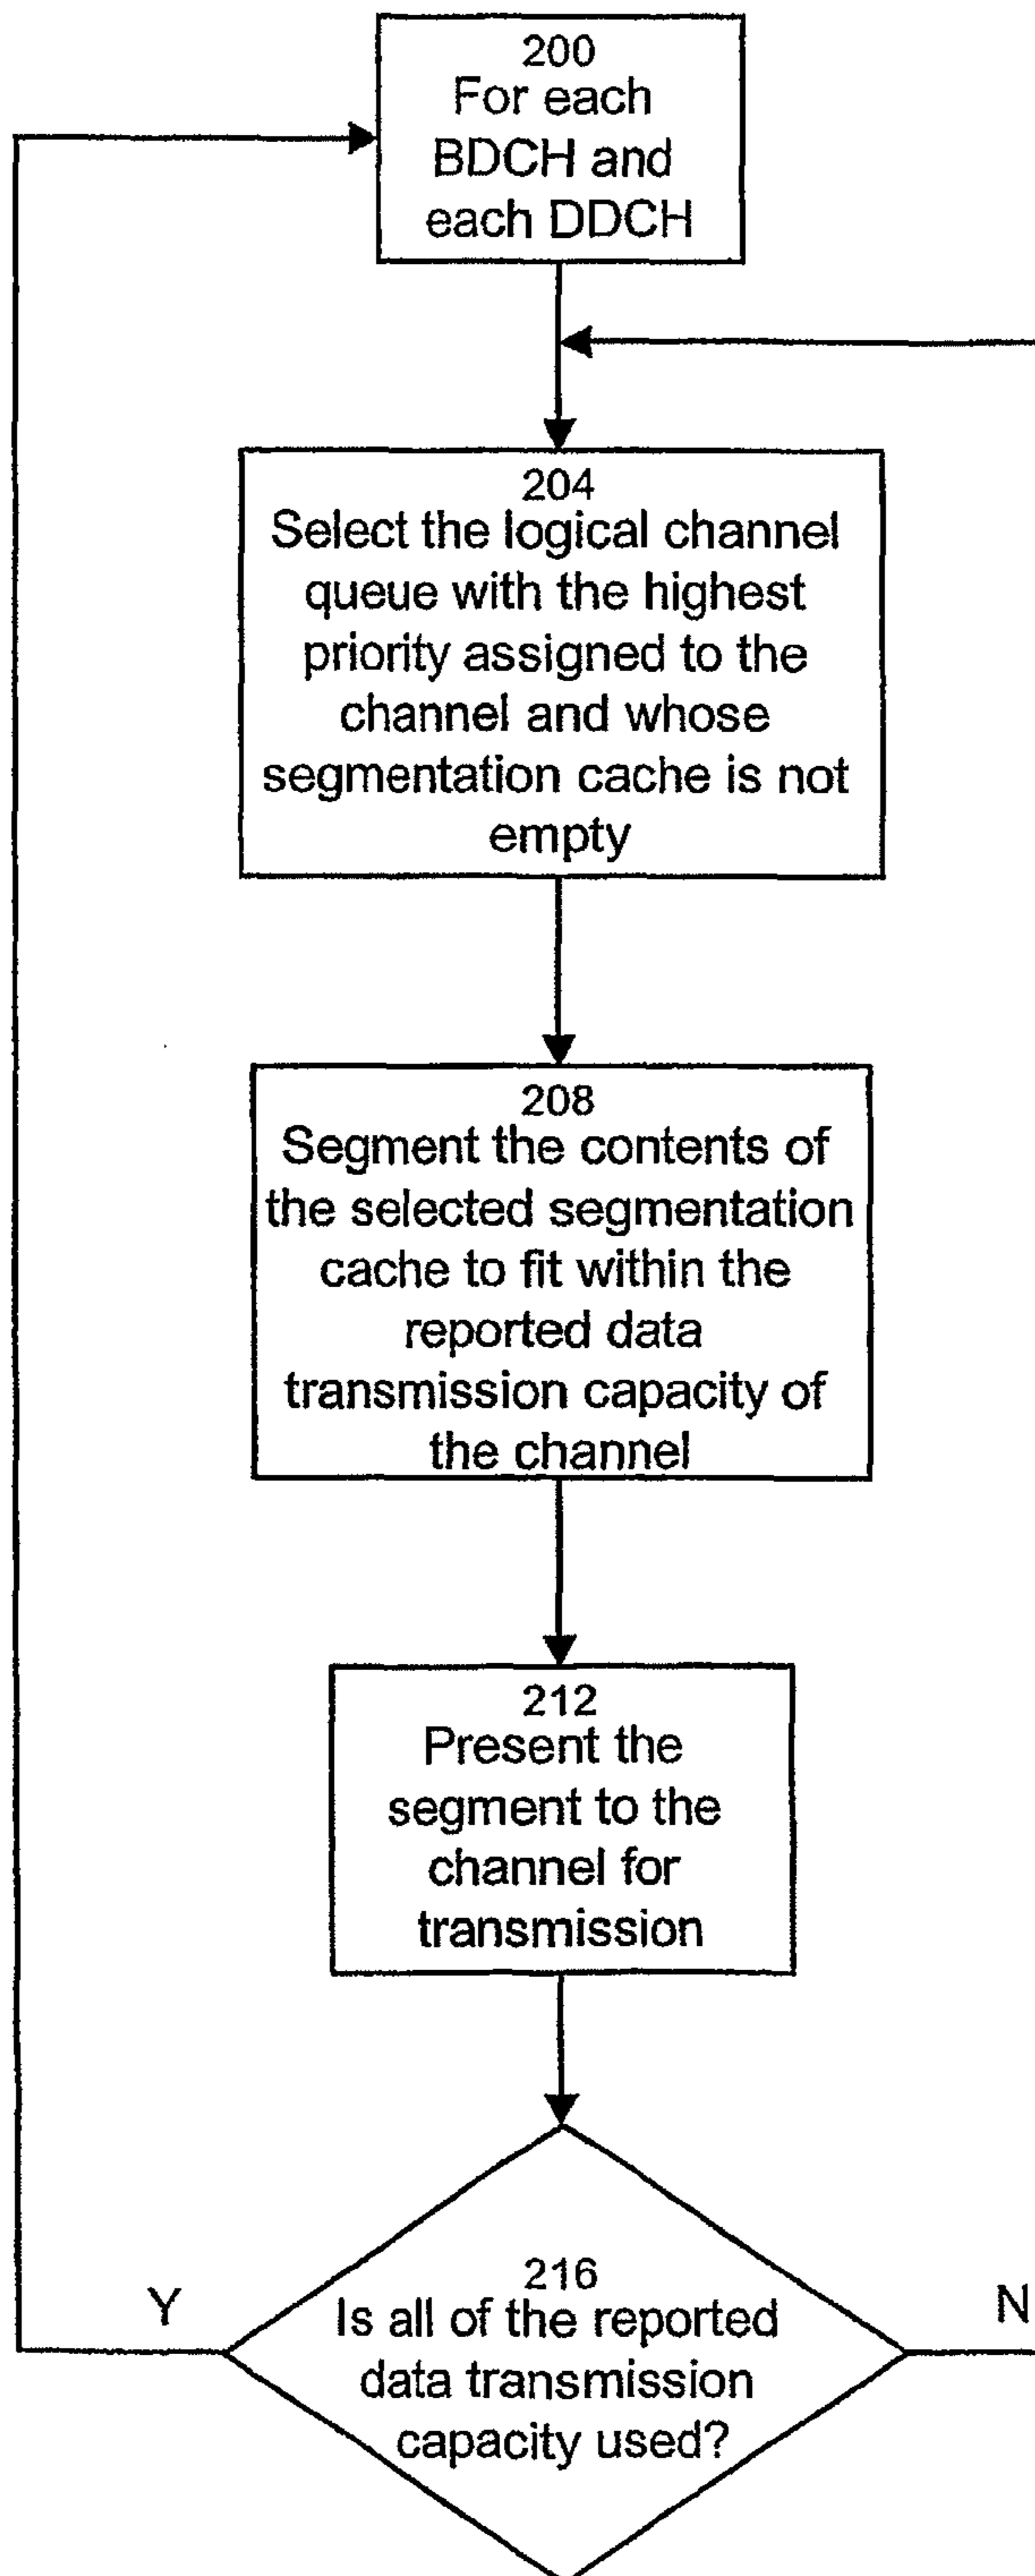 200
For each
BDCH and
each DDCH
204
Select the logical channel
queue with the highest
priority assigned to the
channel and whose
segmentation cache is not
empty
208
Segment the contents of
the selected segmentation
cache to fit within the
reported data
transmission capacity of
the channel
212
Present the
segment to the
channel for
transmission
216
Is all of the reported
data transmission
capacity used?
Y
N